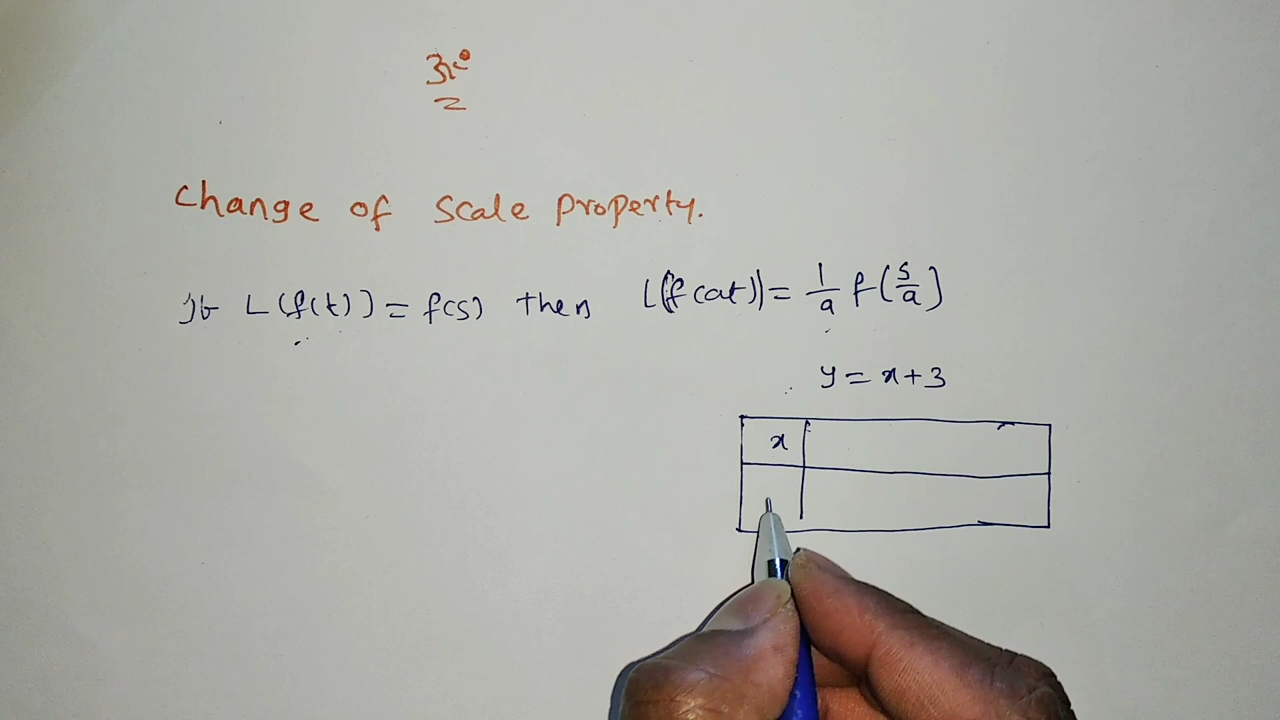 ૐ
Change of scale property.
If L(f(t)) = f(s) then L(f(at)) = 1/a f(s/a)
y = x + 3
x